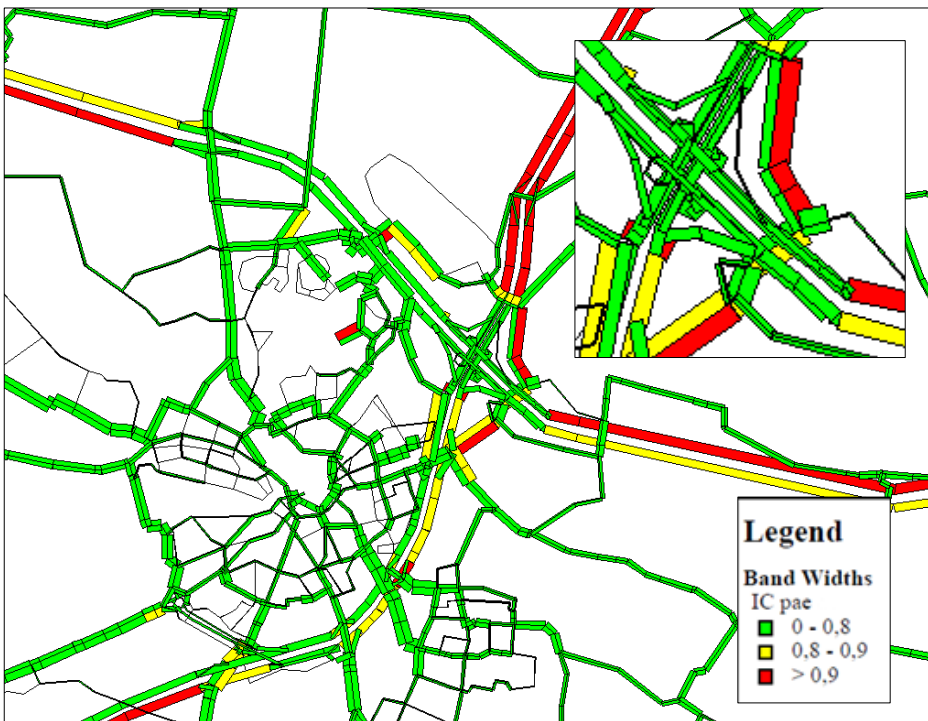 Legend
Band Widths
IC pae
0 - 0,8
0,8 - 0,9
> 0,9